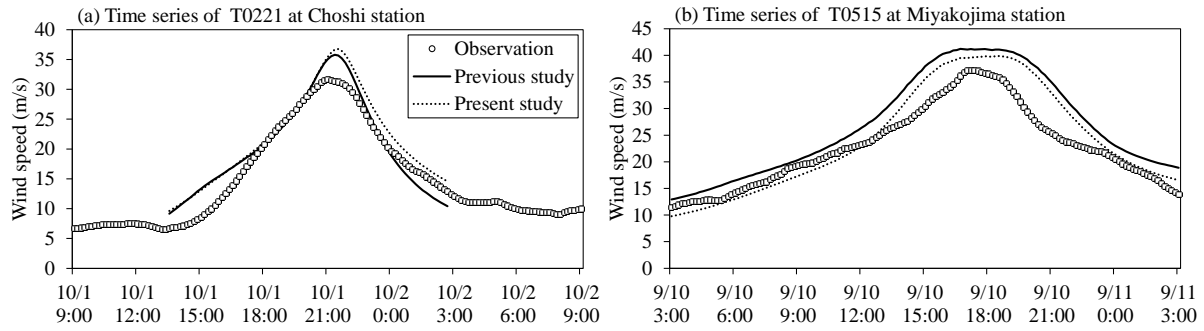 (a) Time series of T0221 at Choshi station
Wind speed (m/s)
40
35
30
25
20
15
10
5
0
Observation
Previous study
Present study
10/1 10/1 10/1 10/1 10/1 10/2 10/2 10/2 10/2
9:00 12:00 15:00 18:00 21:00 0:00 3:00 6:00 9:00
(b) Time series of T0515 at Miyakojima station
Wind speed (m/s)
45
40
35
30
25
20
15
10
5
0
9/10 9/10 9/10 9/10 9/10 9/10 9/10 9/11 9/11
3:00 6:00 9:00 12:00 15:00 18:00 21:00 0:00 3:00